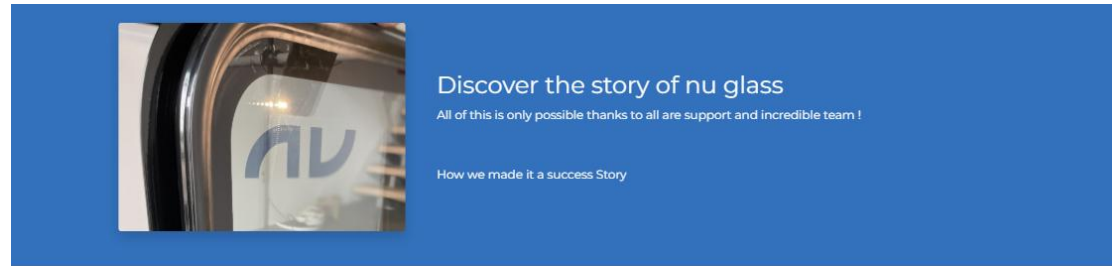 nu
Discover the story of nu glass
All of this is only possible thanks to all are support and incredible team !
How we made it a success Story